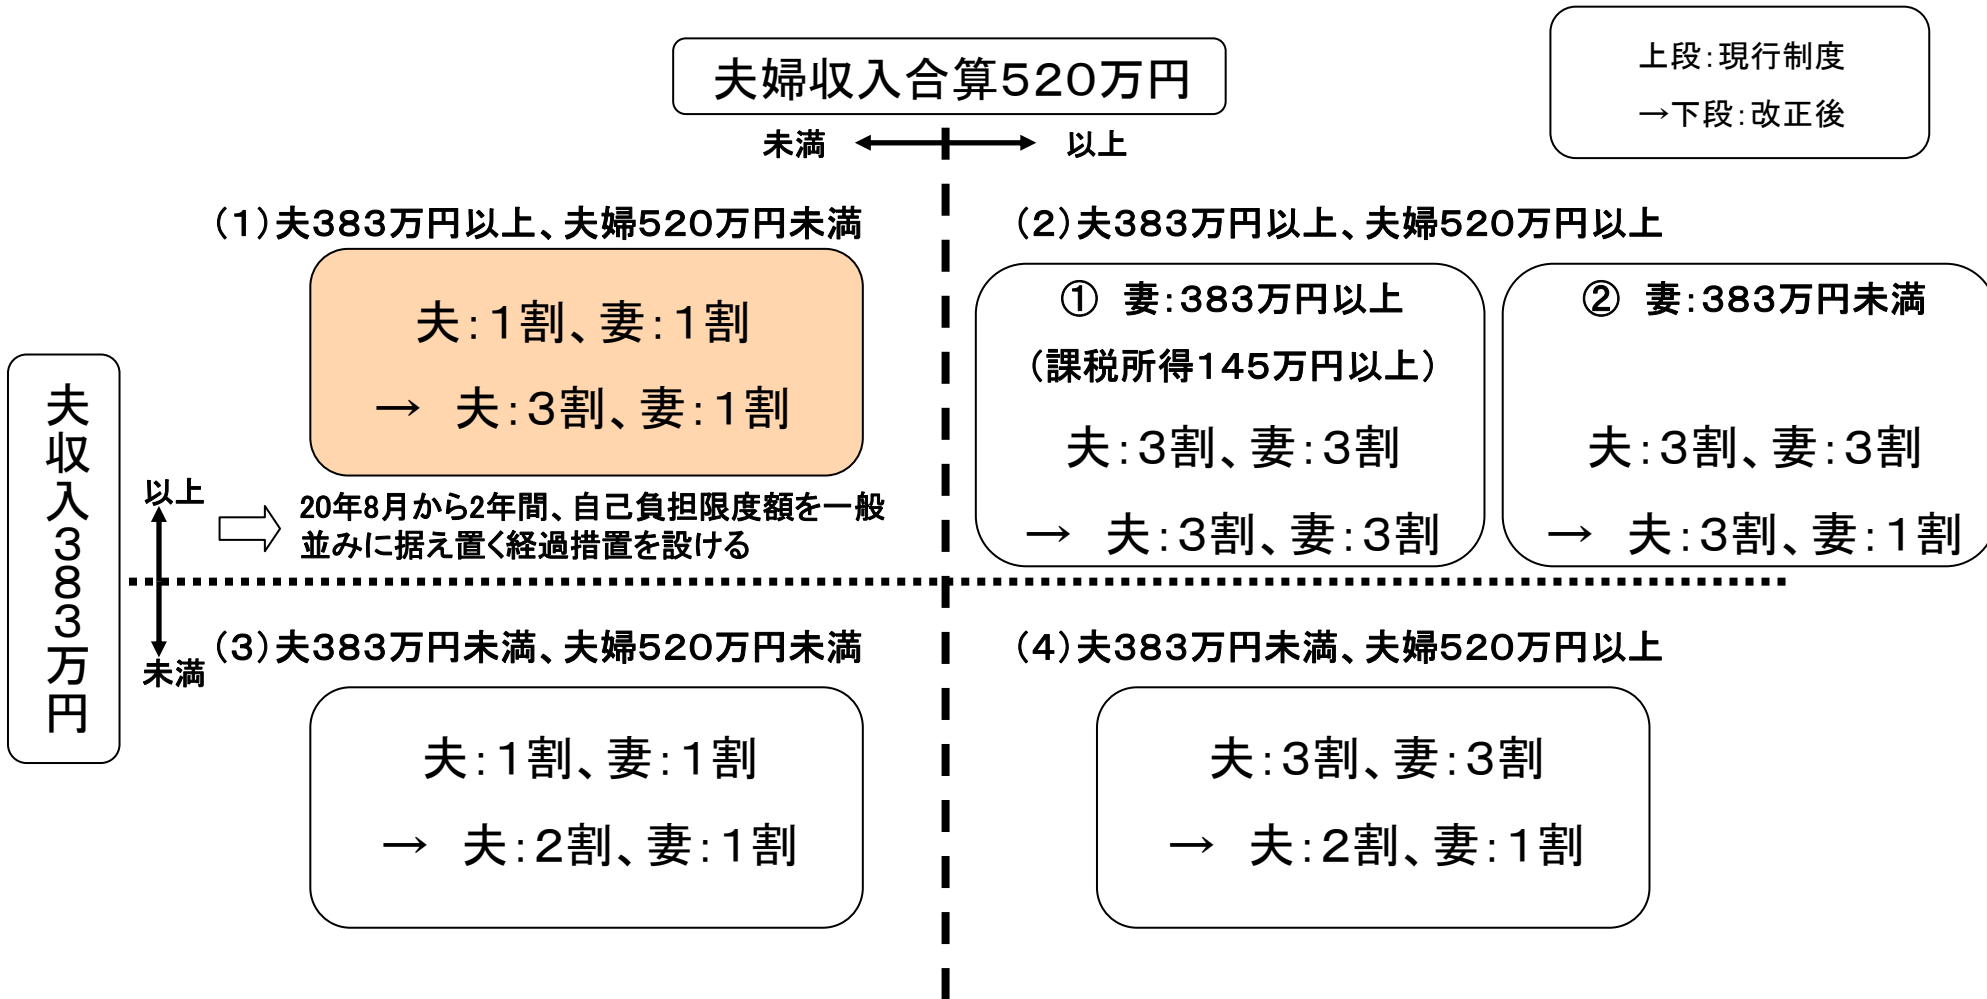 夫婦収入合算520万円
未満
以上
上段:現行制度
→下段:改正後
(1)夫383万円以上、夫婦520万円未満
夫:1割、妻:1割
→ 夫:3割、妻:1割
20年8月から2年間、自己負担限度額を一般
並みに据え置く経過措置を設ける
(2)夫383万円以上、夫婦520万円以上
① 妻:383万円以上
(課税所得145万円以上)
夫:3割、妻:3割
→ 夫:3割、妻:3割
② 妻:383万円未満
夫:3割、妻:3割
→ 夫:3割、妻:1割
夫収入383万円
以上
未満
(3)夫383万円未満、夫婦520万円未満
夫:1割、妻:1割
→ 夫:2割、妻:1割
(4)夫383万円未満、夫婦520万円以上
夫:3割、妻:3割
→ 夫:2割、妻:1割